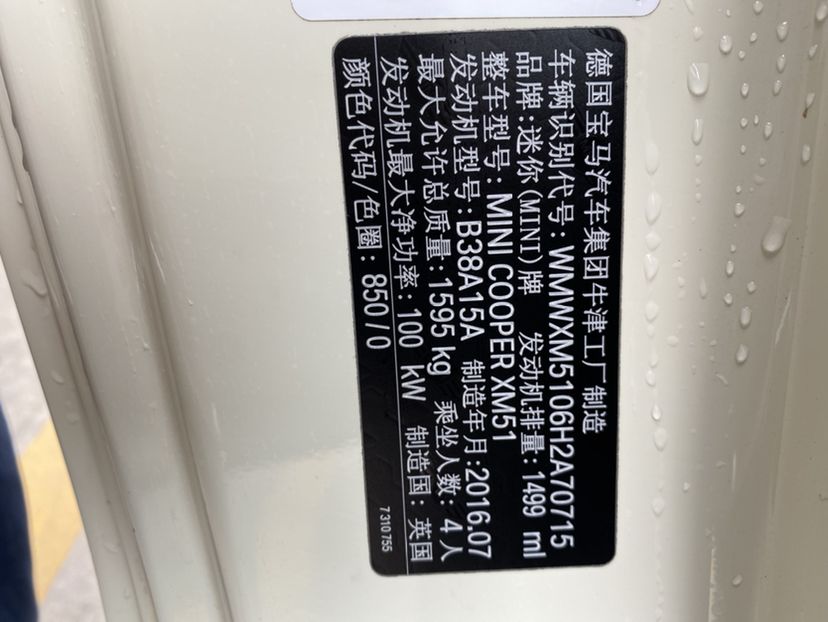 德国宝马汽车集团牛津工厂制造
车辆识别代号: WMWXM5106H2A70715
品牌:迷你(MINI)牌 发动机排量:1499 ml
整车型号: MINI COOPER XM51
发动机型号:B38A15A 制造年月:2016.07
最大允许总质量:1595 kg 乘坐人数: 4人
发动机最大净功率: 100 kW 制造国: 英国
颜色代码/色圈: 850/0
7 310 755